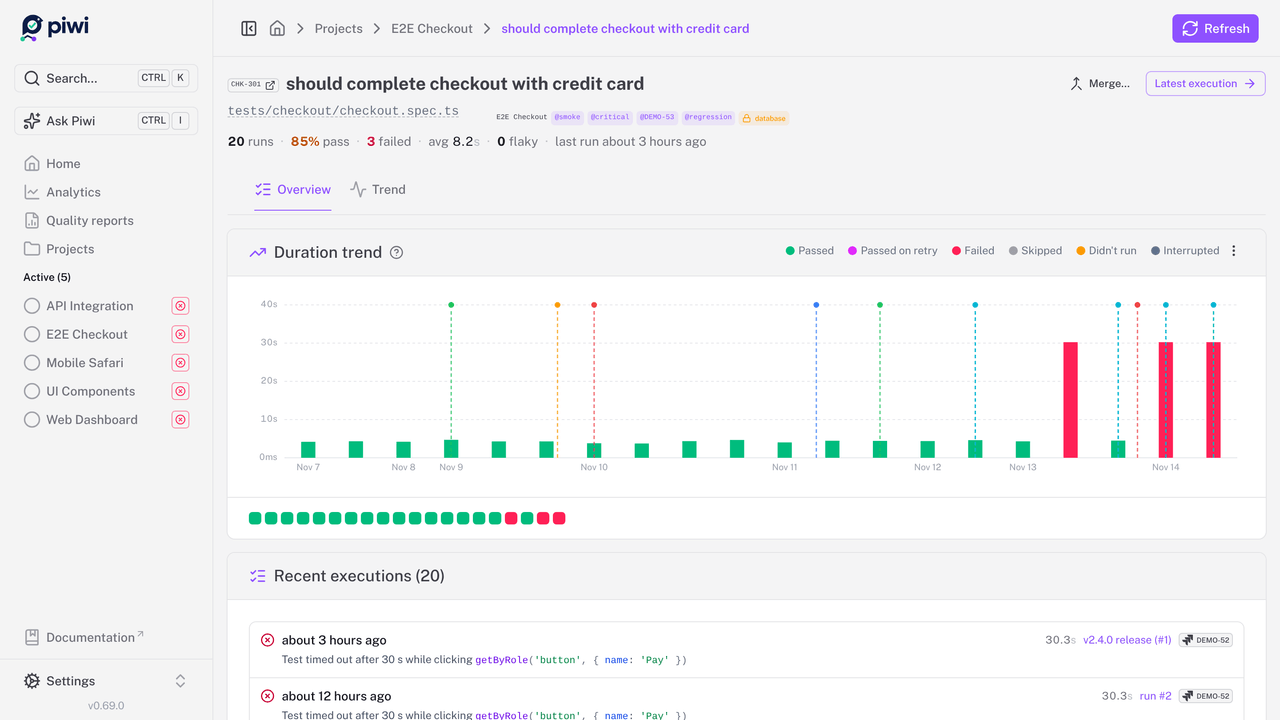 piwi
Search... CTRL K
Ask Piwi CTRL I
Home
Analytics
Quality reports
Projects
Active (5)
API Integration
E2E Checkout
Mobile Safari
UI Components
Web Dashboard
Documentation↗
Settings
v0.69.0
Projects > E2E Checkout > should complete checkout with credit card
Refresh
CHK-301 should complete checkout with credit card
Merge... Latest execution →
tests/checkout/checkout.spec.ts E2E Checkout @smoke @critical @DEMO-53 @regression database
20 runs · 85% pass · 3 failed · avg 8.2s · 0 flaky · last run about 3 hours ago
Overview Trend
Duration trend ?
Passed Passed on retry Failed Skipped Didn't run Interrupted
40s
30s
20s
10s
0ms
Nov 7 Nov 8 Nov 9 Nov 10 Nov 11 Nov 12 Nov 13 Nov 14
Recent executions (20)
about 3 hours ago 30.3s v2.4.0 release (#1) DEMO-52
Test timed out after 30 s while clicking getByRole('button', { name: 'Pay' })
about 12 hours ago 30.3s run #2 DEMO-52
Test timed out after 30 s while clicking getByRole('button', { name: 'Pay' })